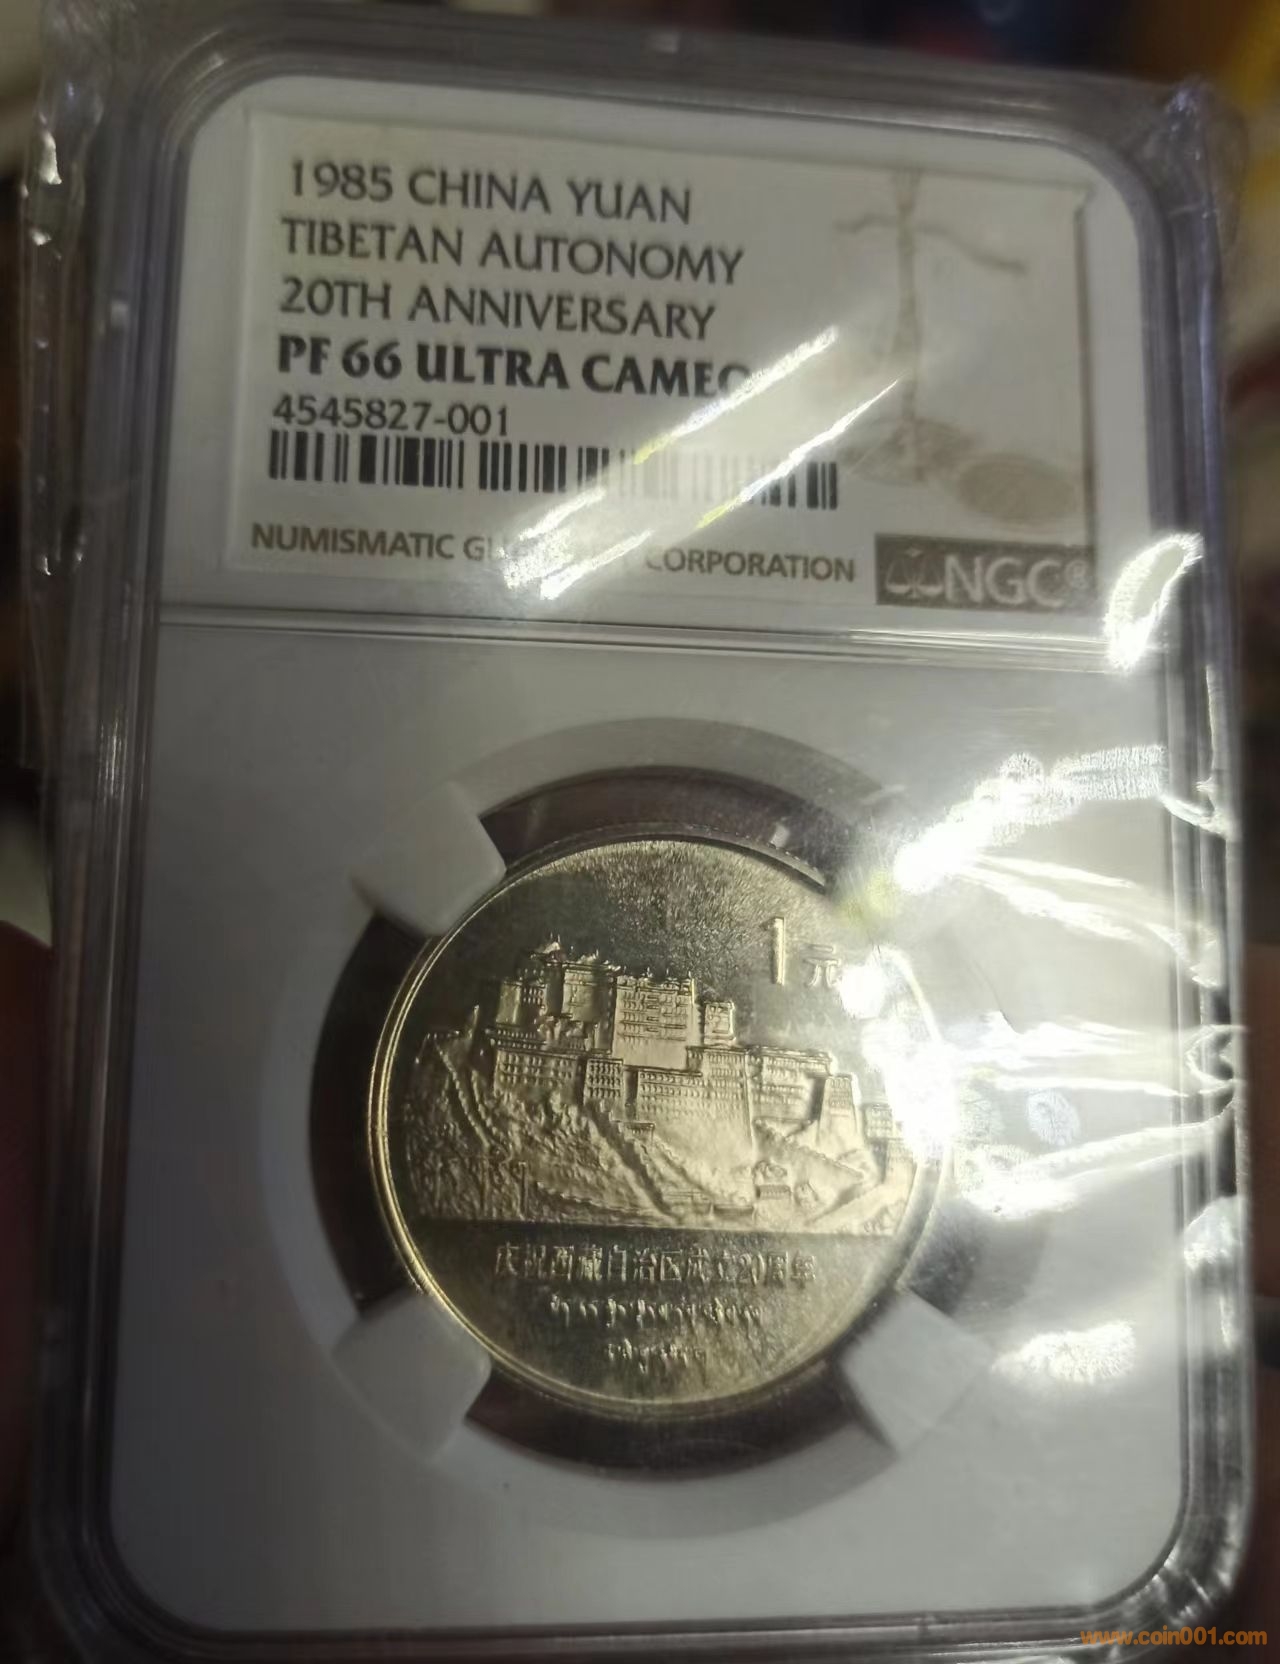 1985 CHINA YUAN
TIBETAN AUTONOMY
20TH ANNIVERSARY
PF 66 ULTRA CAMEO
4545827-001
NUMISMATIC CORPORATION
NGC®
1元
庆祝西藏自治区成立20周年
www.coin001.com